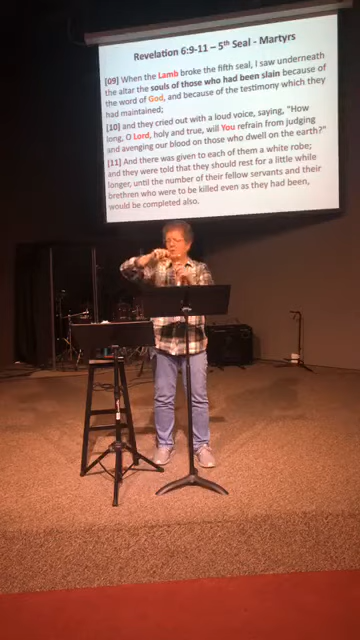 Revelation 6:9-11 – 5th Seal - Martyrs
[09] When the Lamb broke the fifth seal, I saw underneath
the altar the souls of those who had been slain because of
the word of God, and because of the testimony which they
had maintained;
[10] and they cried out with a loud voice, saying, "How
long, O Lord, holy and true, will You refrain from judging
and avenging our blood on those who dwell on the earth?"
[11] And there was given to each of them a white robe;
and they were told that they should rest for a little while
longer, until the number of their fellow servants and their
brethren who were to be killed even as they had been,
would be completed also.